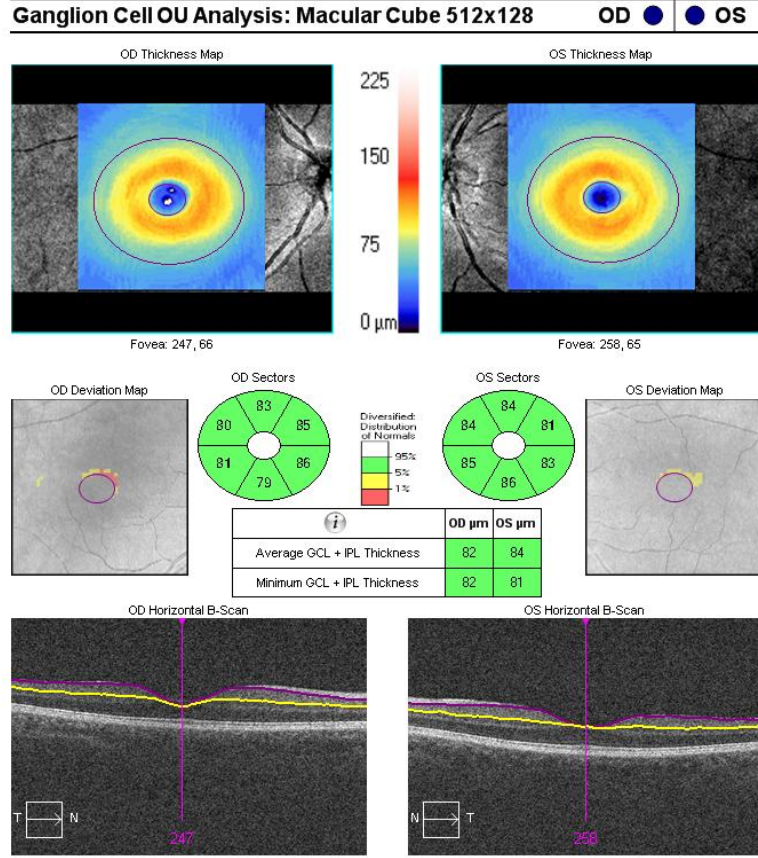 Ganglion Cell OU Analysis: Macular Cube 512x128 OD OS
OD Thickness Map
OS Thickness Map
225
150
75
0 µm
Fovea: 247, 66
Fovea: 258, 65
OD Deviation Map
OD Sectors
83
80
85
81
86
79
Diversified:
Distribution
of Normals
95%
5%
1%
OS Sectors
84
84
81
85
83
86
OS Deviation Map
i OD µm OS µm
Average GCL + IPL Thickness 82 84
Minimum GCL + IPL Thickness 82 81
OD Horizontal B-Scan
OS Horizontal B-Scan
T N
247
N T
258